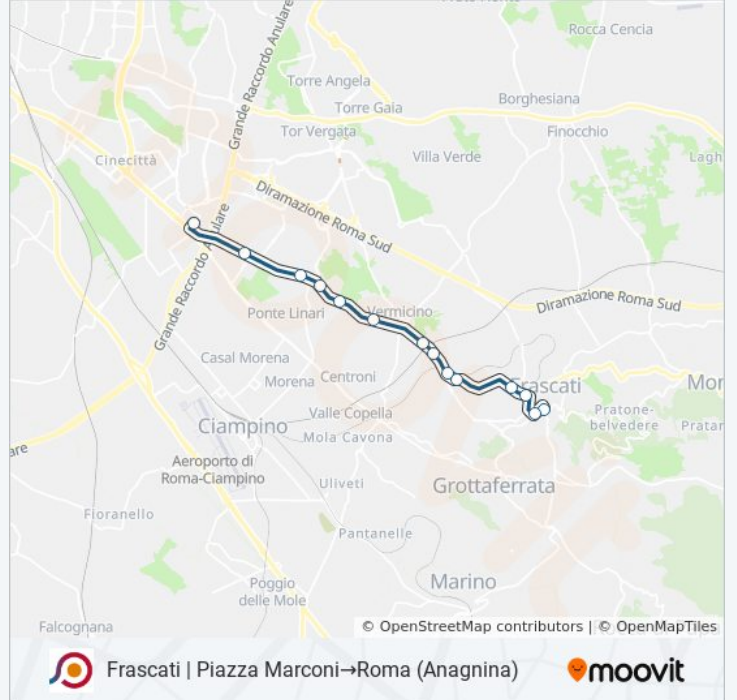 Rocca Cencia
Grande Raccordo Anulare
Torre Angela
Torre Gaia
Borghesiana
Tor Vergata
Finocchio
Cinecittà
Villa Verde
Lagh
Diramazione Roma Sud
Grande Raccordo Anulare
Diramazione Roma Sud
Ponte Linari
Vermicino
Casal Morena
Morena
Centroni
Frascati
Mor
Ciampino
Valle Copella
Pratone-
belvedere
Pratar
Mola Cavona
are
Aeroporto di
Roma-Ciampino
Uliveti
Grottaferrata
Fioranello
Pantanelle
Poggio
delle Mole
Marino
Falcognana
© OpenStreetMap contributors | © OpenMapTiles
Frascati | Piazza Marconi→Roma (Anagnina)
moovit